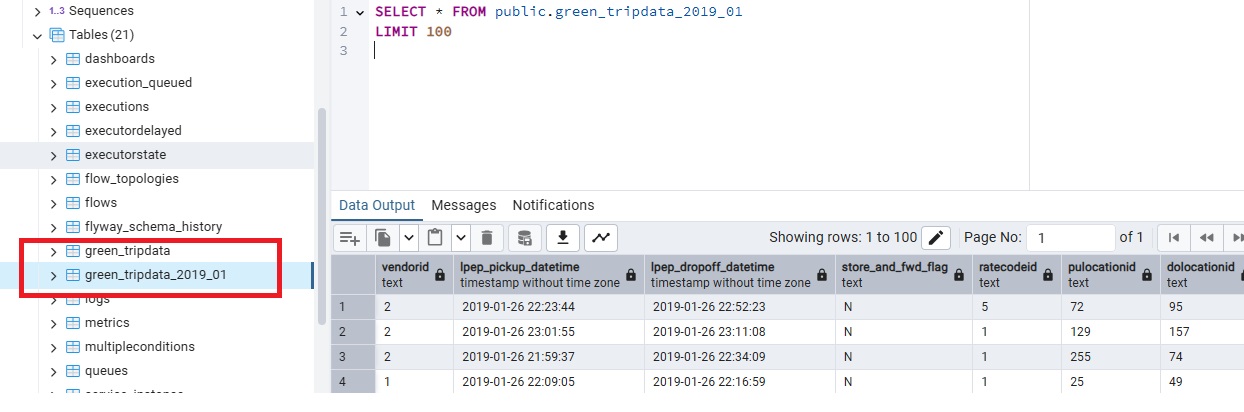 1..3 Sequences
Tables (21)
dashboards
execution_queued
executions
executordelayed
executorstate
flow_topologies
flows
flyway_schema_history
green_tripdata
green_tripdata_2019_01
logs
metrics
multipleconditions
queues
service_instance
1 SELECT * FROM public.green_tripdata_2019_01
2 LIMIT 100
3
Data Output Messages Notifications
Showing rows: 1 to 100 Page No: 1 of 1
vendorid lpep_pickup_datetime lpep_dropoff_datetime store_and_fwd_flag ratecodeid pulocationid dolocationid
text timestamp without time zone timestamp without time zone text text text text
1 2 2019-01-26 22:23:44 2019-01-26 22:52:23 N 5 72 95
2 2 2019-01-26 23:01:55 2019-01-26 23:11:08 N 1 129 157
3 2 2019-01-26 21:59:37 2019-01-26 22:34:09 N 1 255 74
4 1 2019-01-26 22:09:05 2019-01-26 22:16:59 N 1 25 49